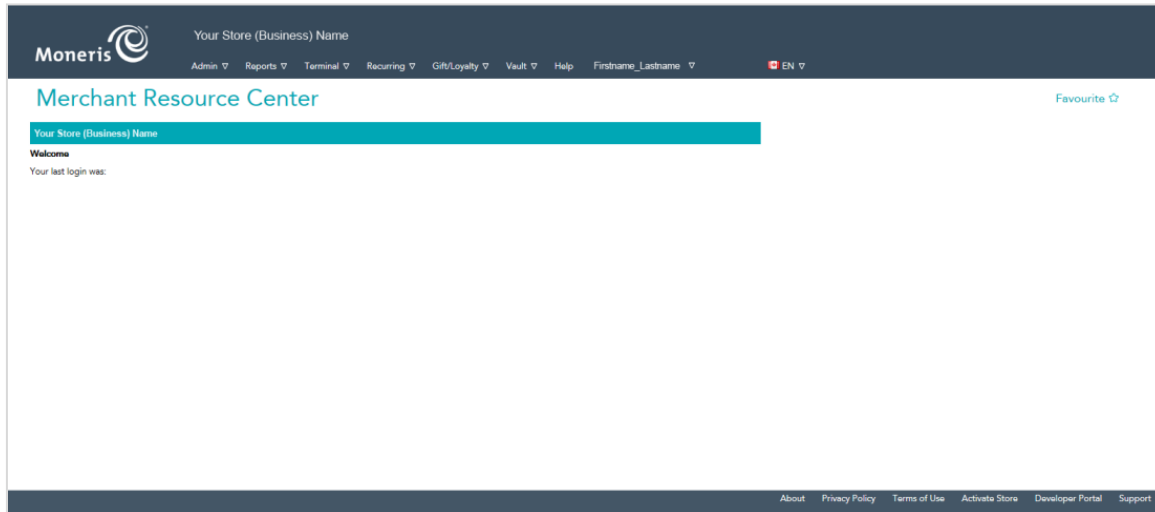 Moneris
Your Store (Business) Name
Admin Reports Terminal Recurring Gift/Loyalty Vault Help Firstname_Lastname EN
Merchant Resource Center
Favourite
Your Store (Business) Name
Welcome
Your last login was:
About Privacy Policy Terms of Use Activate Store Developer Portal Support